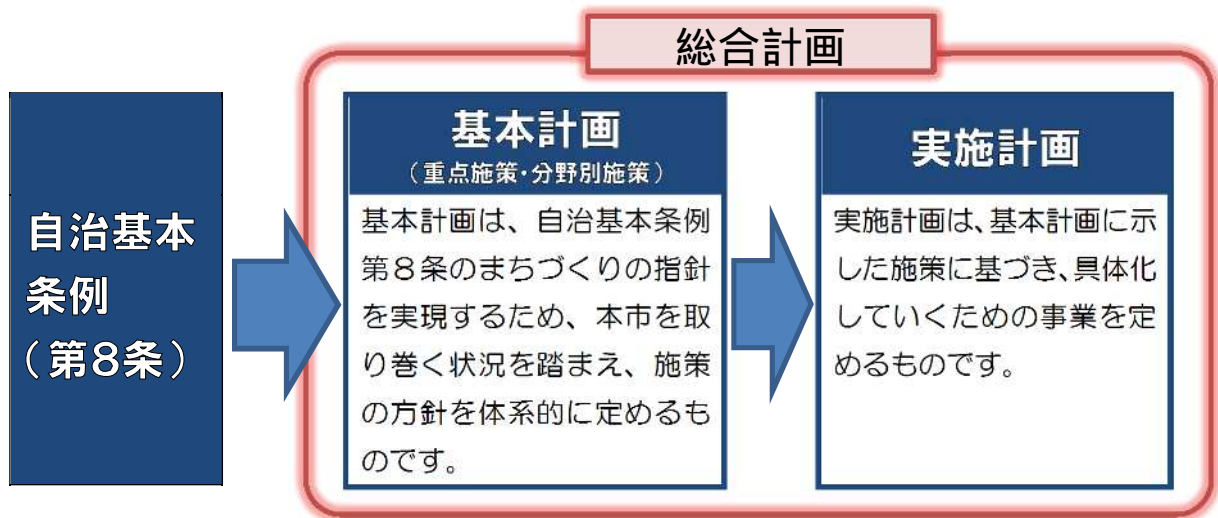 総合計画
自治基本
条例
(第8条)
基本計画
(重点施策・分野別施策)
基本計画は、自治基本条例
第8条のまちづくりの指針
を実現するため、本市を取
り巻く状況を踏まえ、施策
の方針を体系的に定めるも
のです。
実施計画
実施計画は、基本計画に示
した施策に基づき、具体化
していくための事業を定
めるものです。